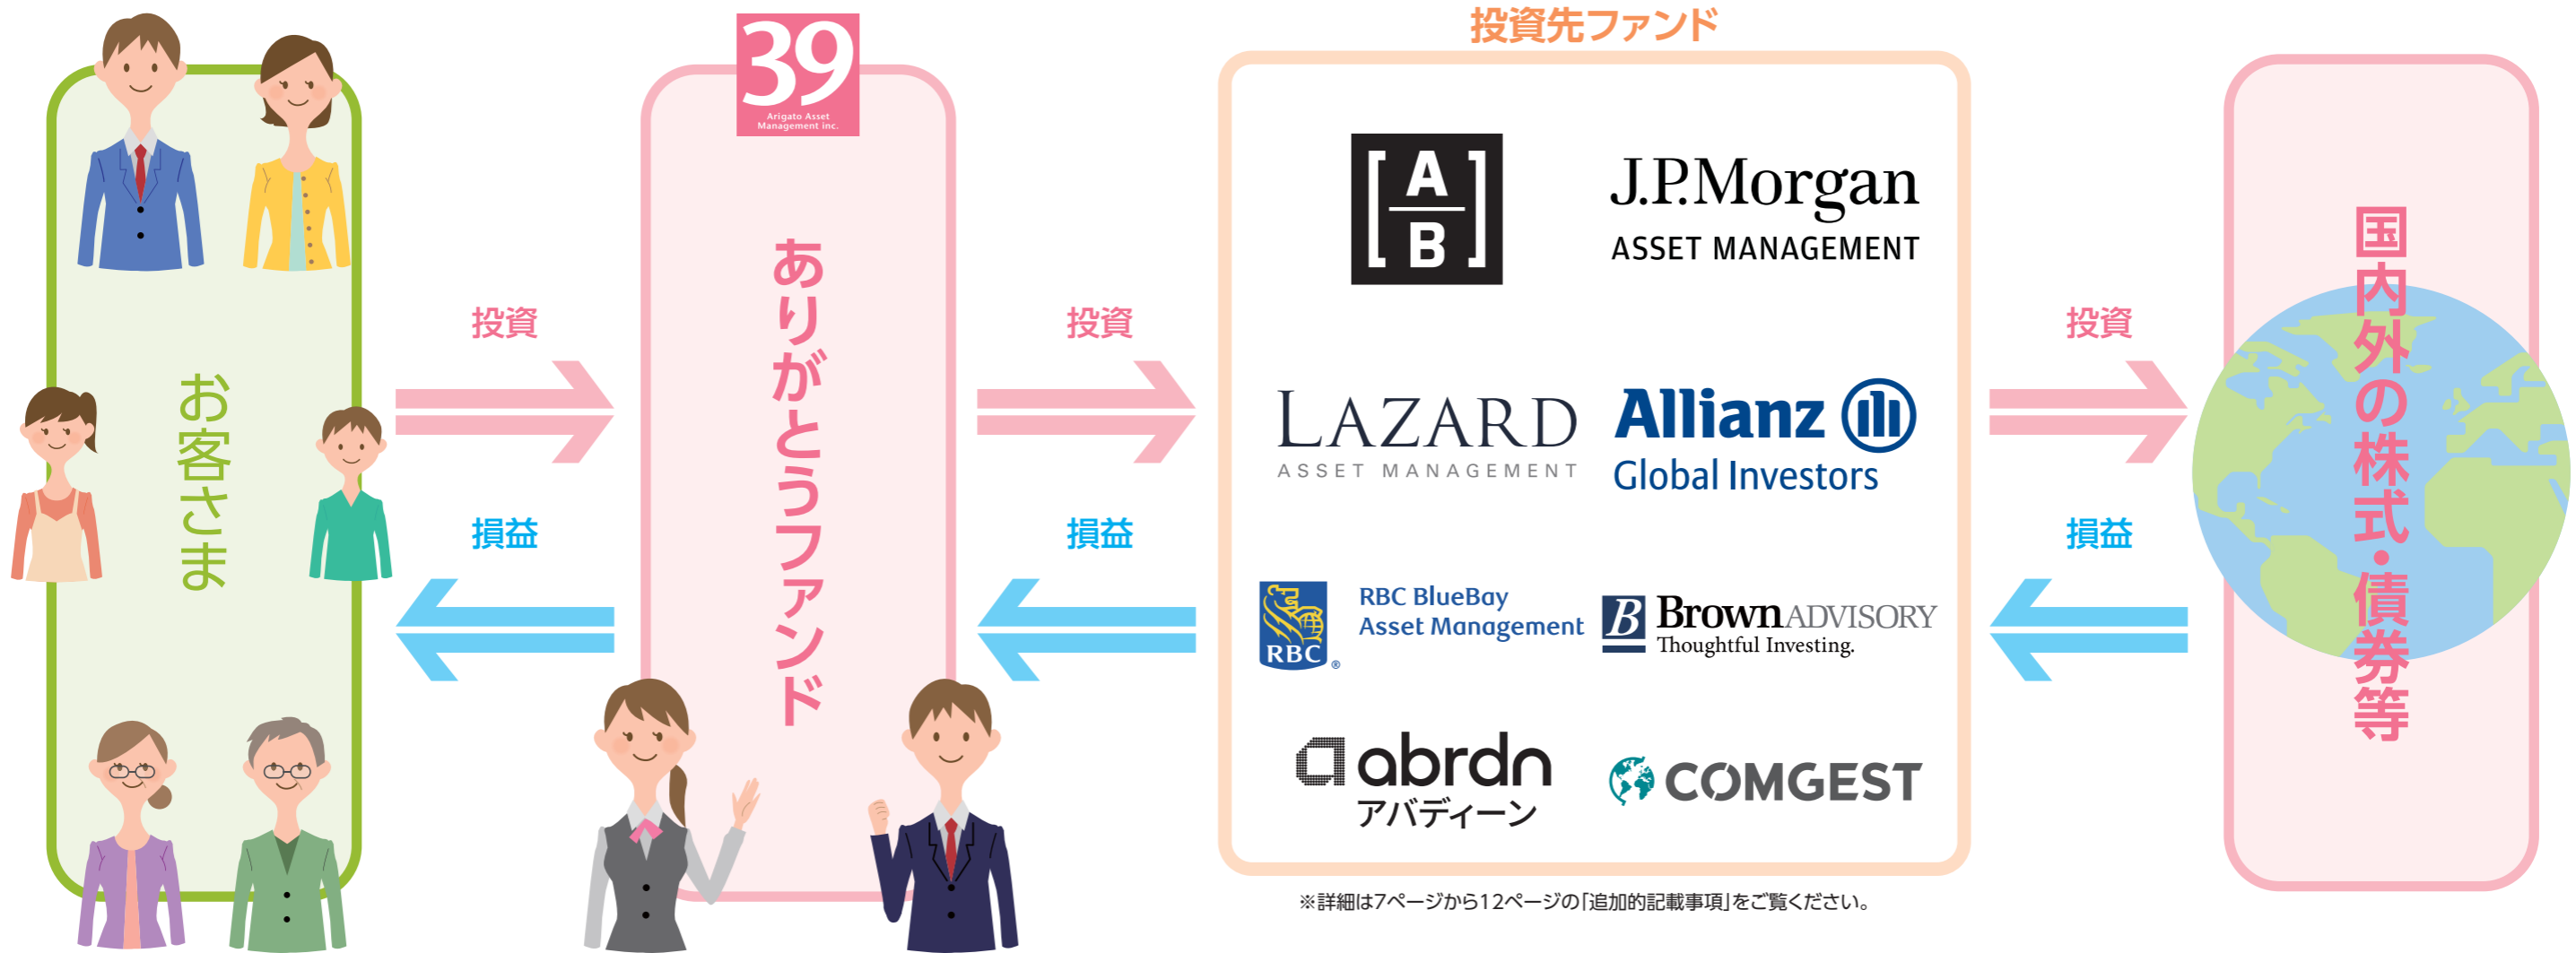 お客さま
投資
損益
39
Arigato Asset
Management inc.
ありがとうファンド
投資
損益
投資先ファンド
A
B
J.P.Morgan
ASSET MANAGEMENT
LAZARD
ASSET MANAGEMENT
Allianz
Global Investors
RBC
®
RBC BlueBay
Asset Management
B
Brown ADVISORY
Thoughtful Investing.
abrdn
アバディーン
COMGEST
※詳細は7ページから12ページの「追加的記載事項」をご覧ください。
投資
損益
国内外の株式・債券等